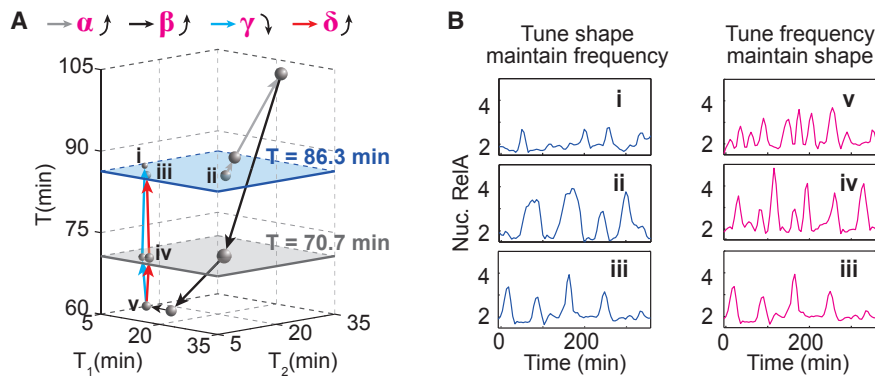 A
α β γ δ
T(min)
105
90
75
60
i
iii
ii
iv
v
T = 86.3 min
T = 70.7 min
5
20
35
T1(min)
5
20
35
T2(min)
B
Tune shape
maintain frequency
Tune frequency
maintain shape
Nuc. RelA
i
4
2
ii
4
2
iii
4
2
0
200
Time (min)
v
4
2
iv
4
2
iii
4
2
0
200
Time (min)